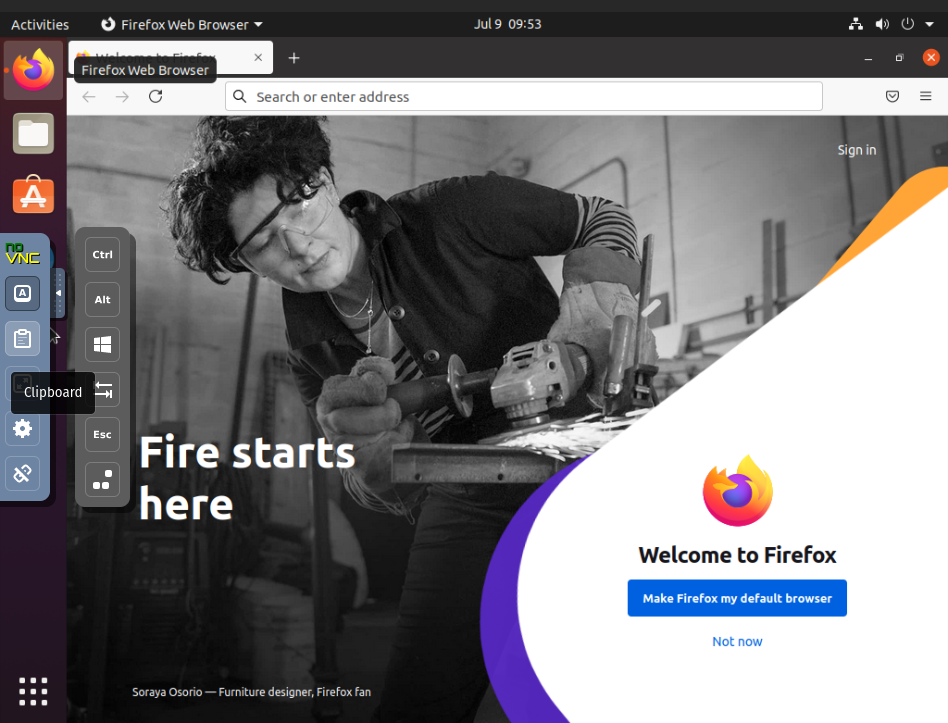 Activities
Firefox Web Browser
Jul 9 09:53
Welcome to Firefox
Firefox Web Browser
Search or enter address
Sign in
no
VNC
A
Ctrl
Alt
Clipboard
Esc
Fire starts
here
Welcome to Firefox
Make Firefox my default browser
Not now
Soraya Osorio — Furniture designer, Firefox fan